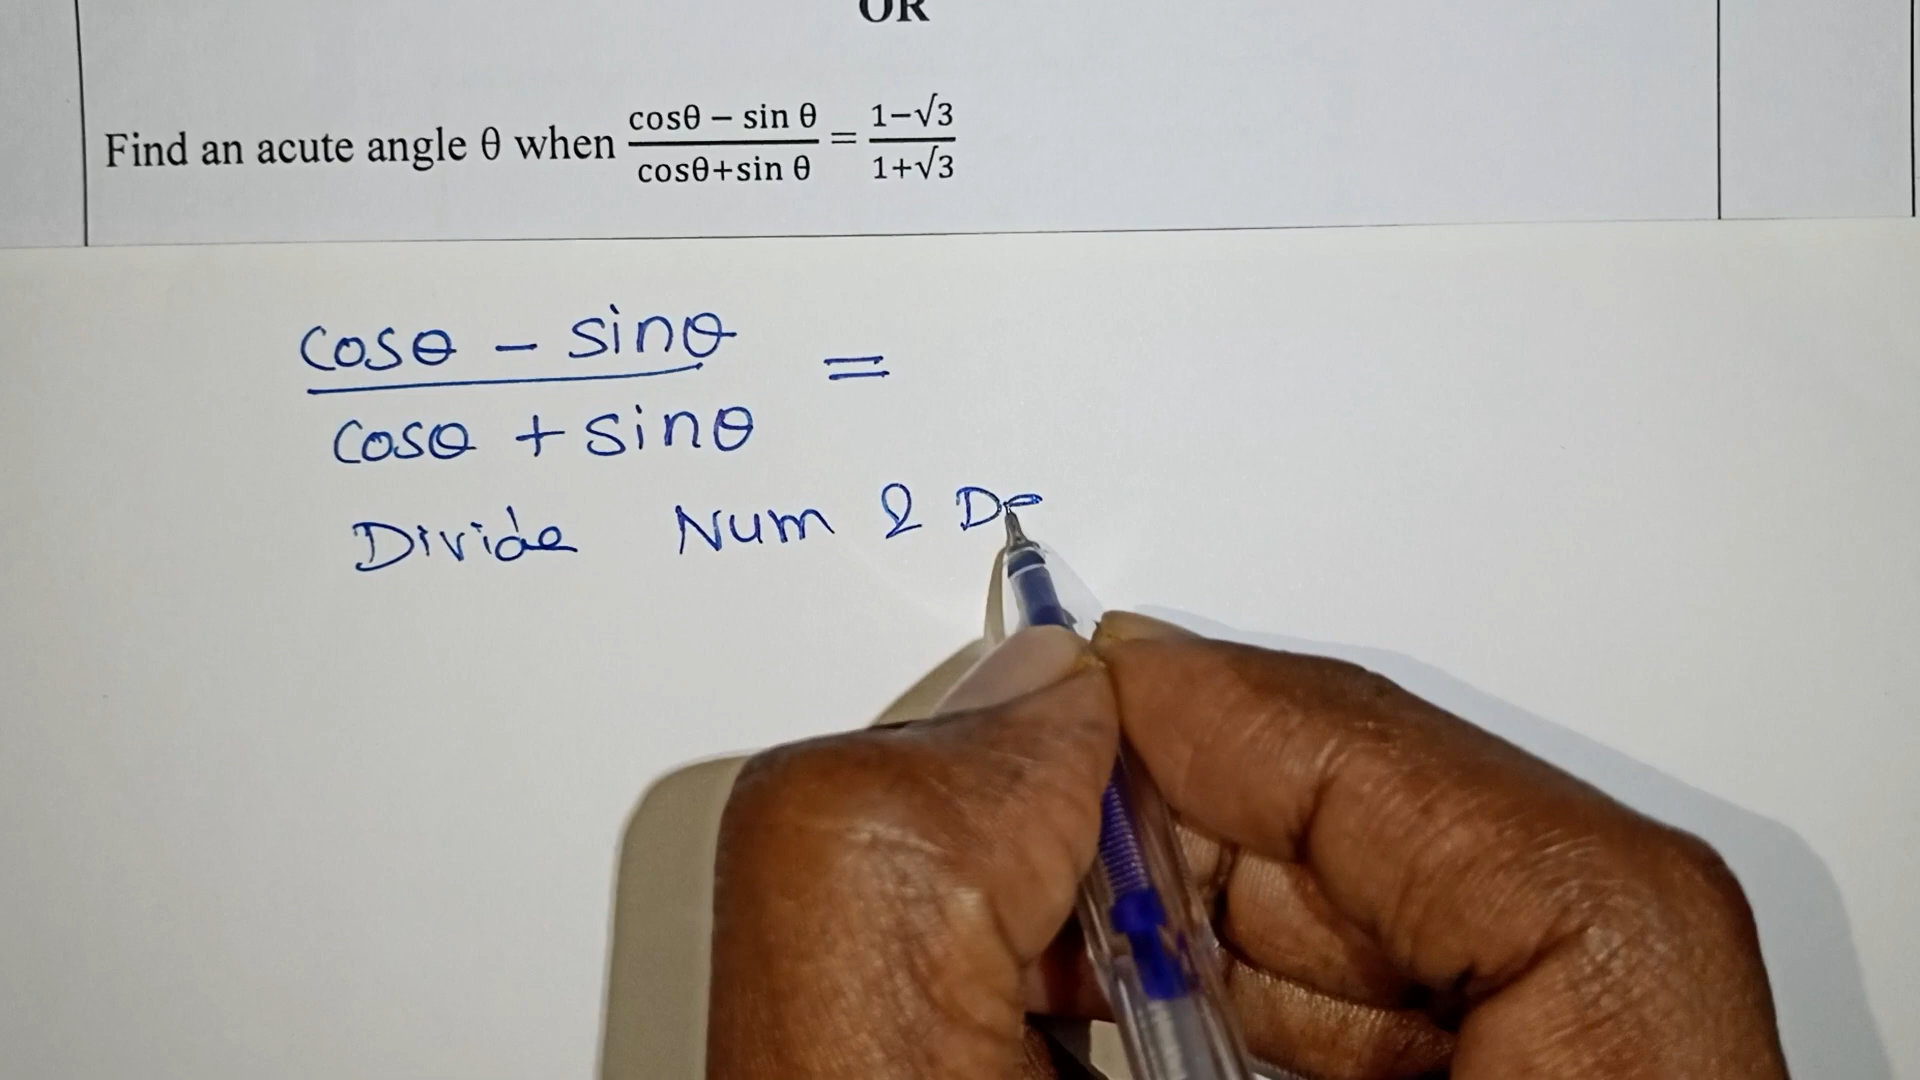 OR
Find an acute angle θ when (cosθ − sin θ)/(cosθ+sin θ) = (1−√3)/(1+√3)
cosθ − sinθ =
cosθ + sinθ
Divide Num & De